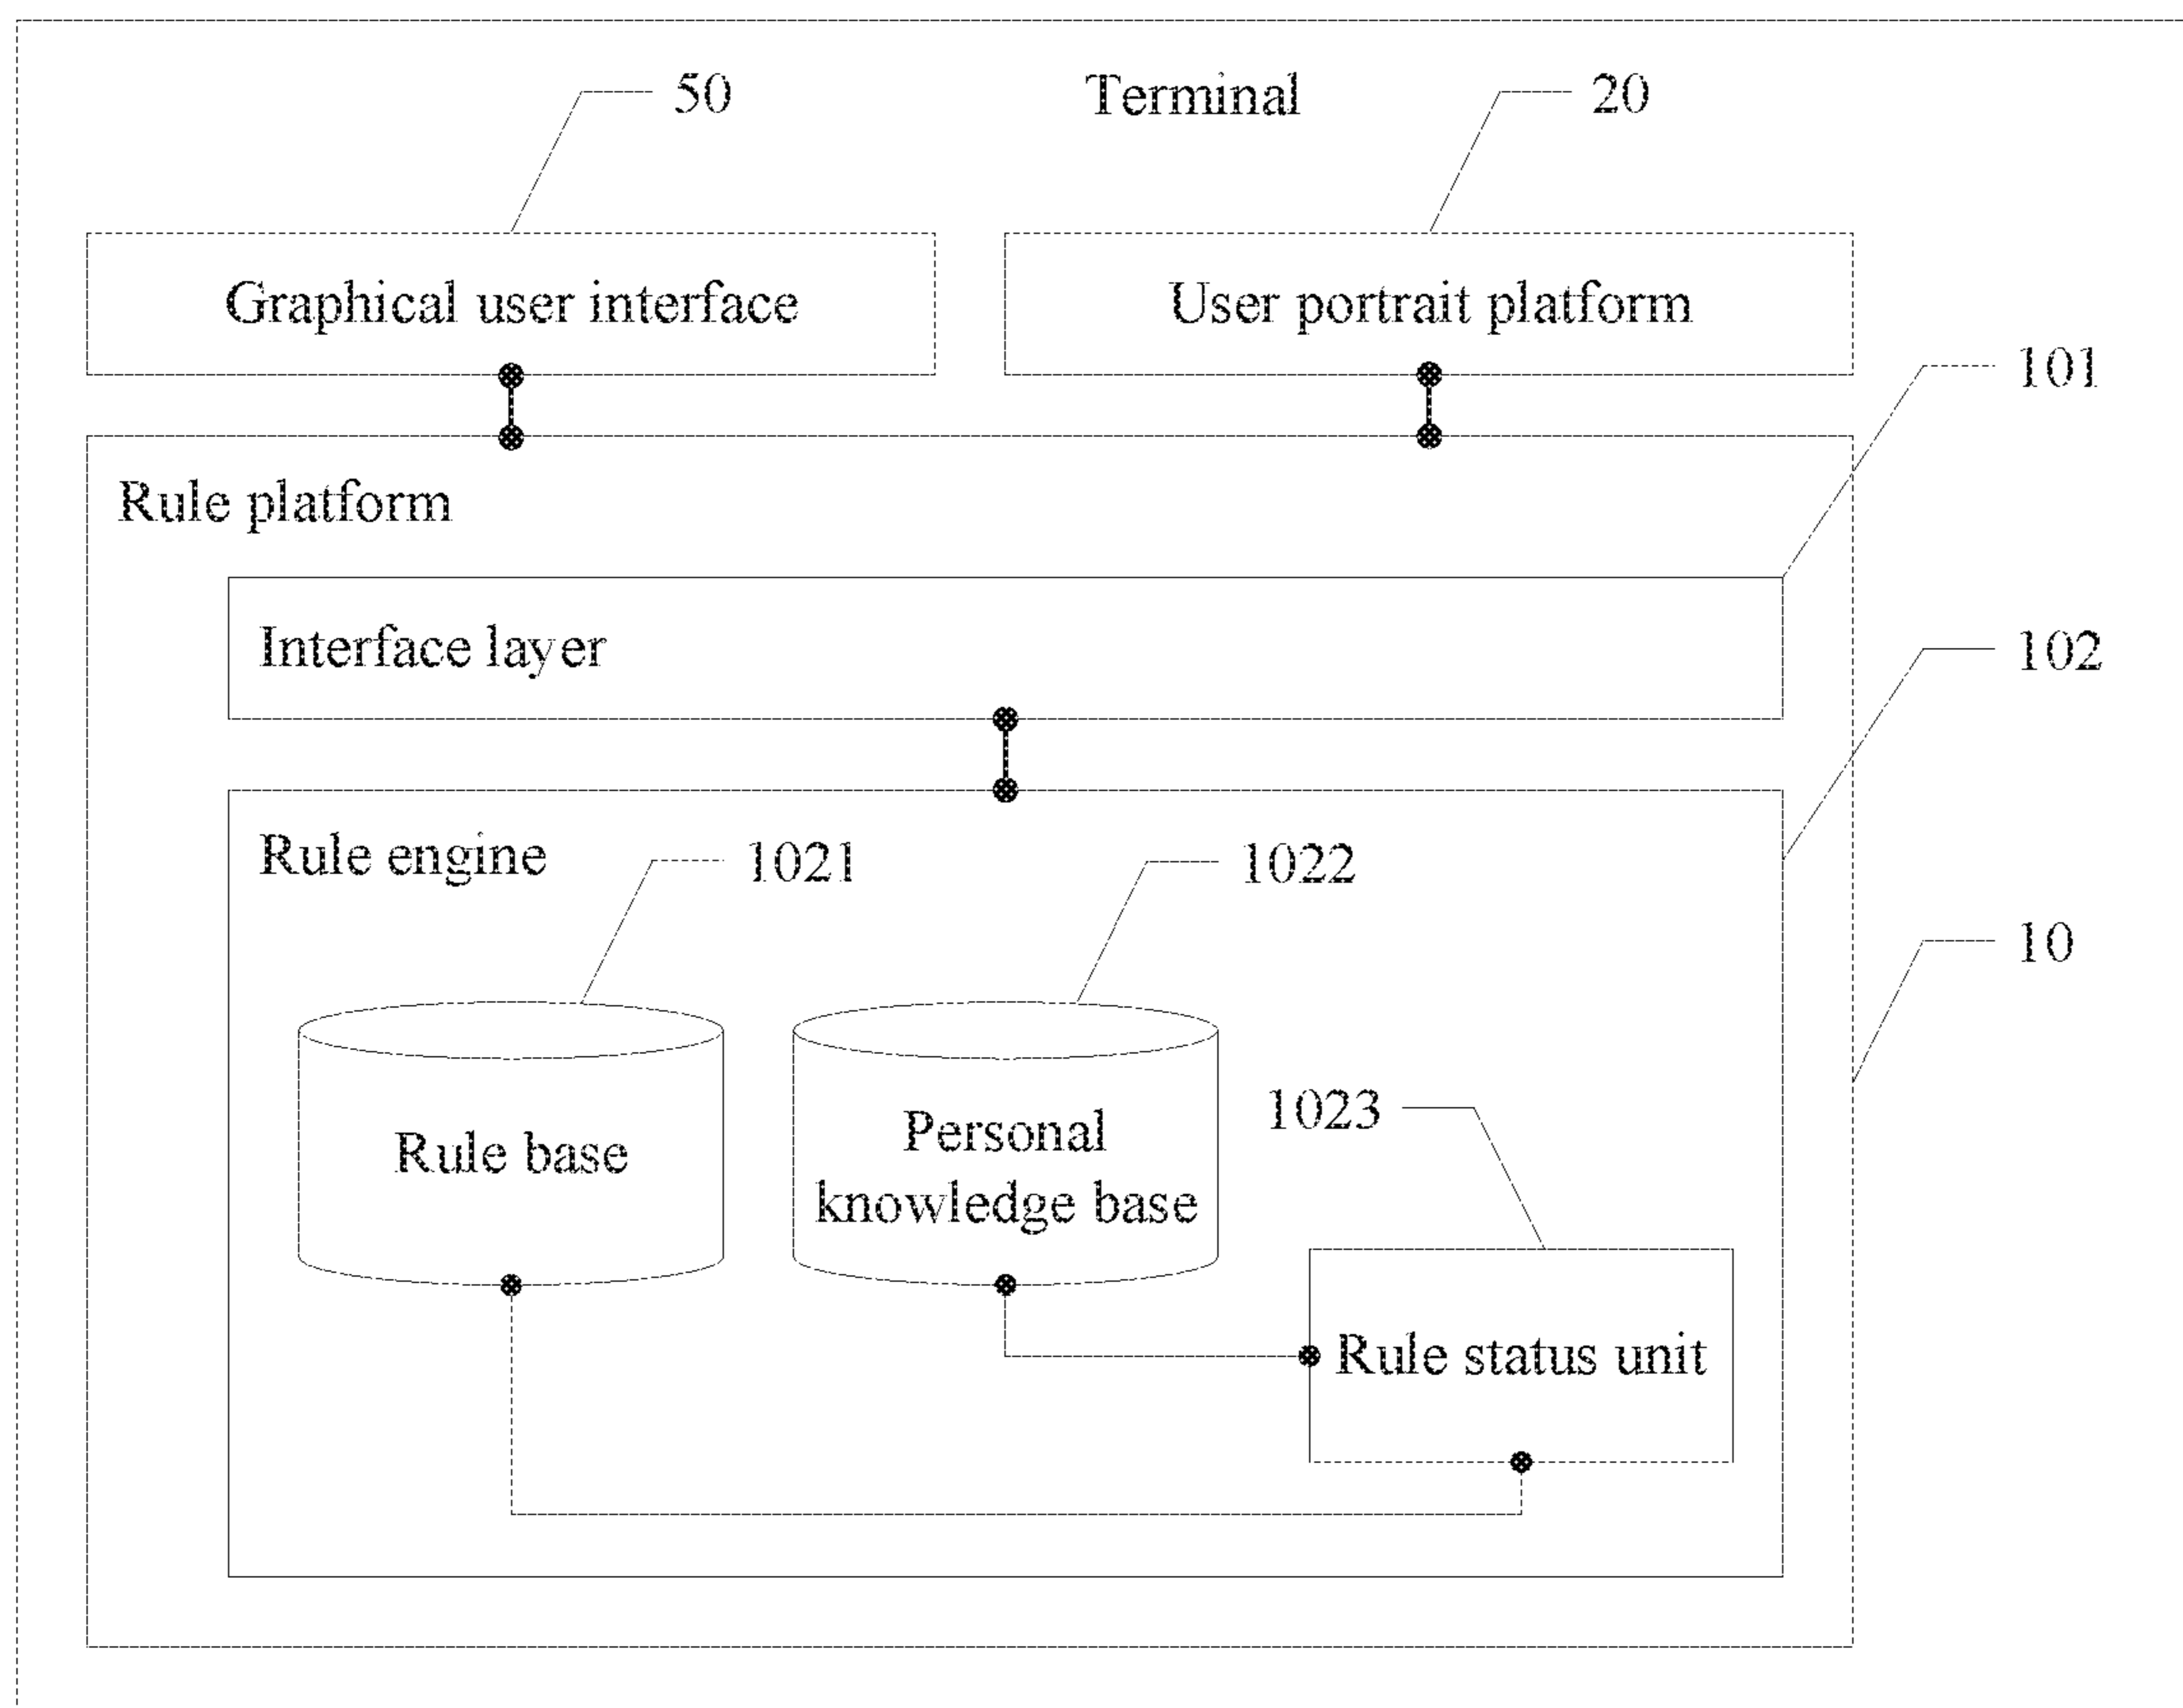 50
Terminal
20
Graphical user interface
User portrait platform
101
Rule platform
Interface layer
102
Rule engine
1021
1022
10
1023
Rule base
Personal
knowledge base
Rule status unit